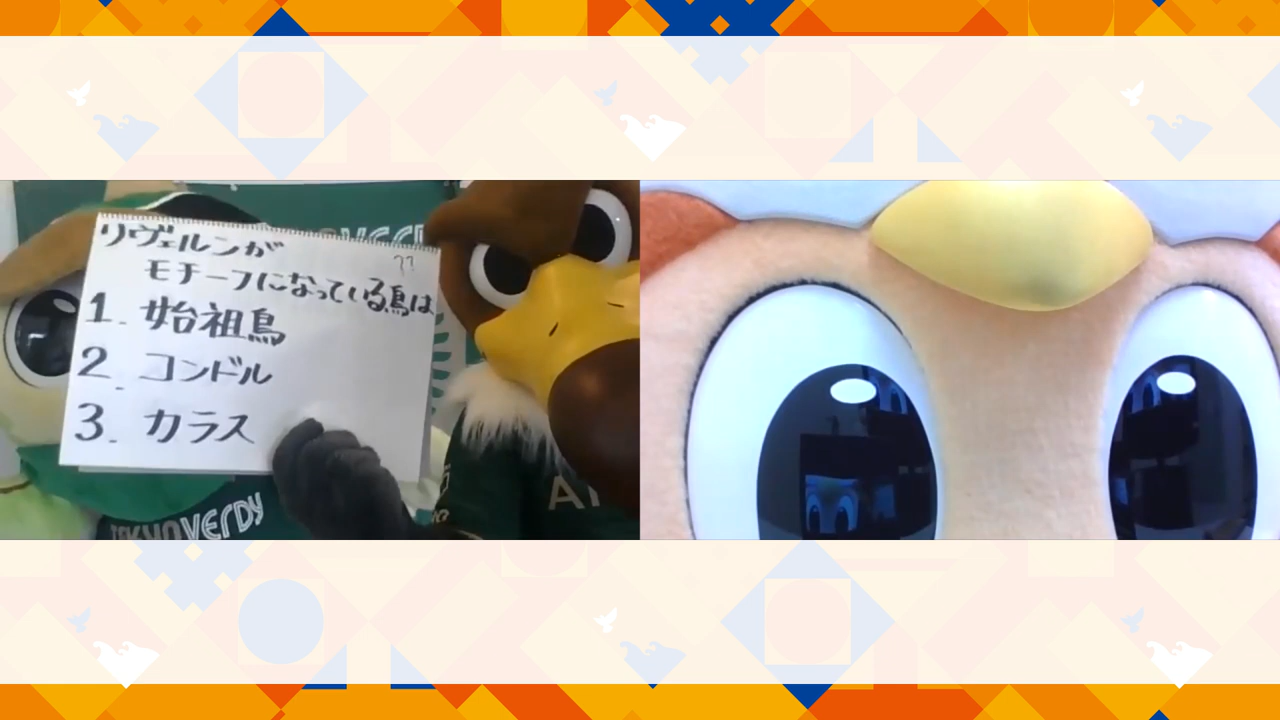 リヴェルンが
モチーフになっている鳥は??
1. 始祖鳥
2. コンドル
3. カラス
TOKYO VERDY